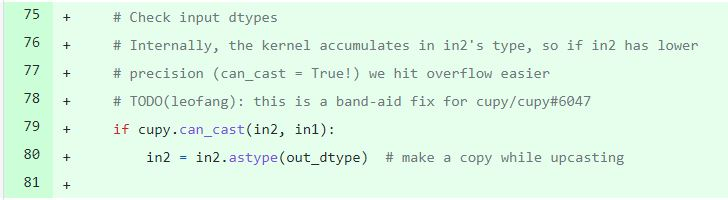 75 + # Check input dtypes
76 + # Internally, the kernel accumulates in in2's type, so if in2 has lower
77 + # precision (can_cast = True!) we hit overflow easier
78 + # TODO(leofang): this is a band-aid fix for cupy/cupy#6047
79 + if cupy.can_cast(in2, in1):
80 + in2 = in2.astype(out_dtype)  # make a copy while upcasting
81 +